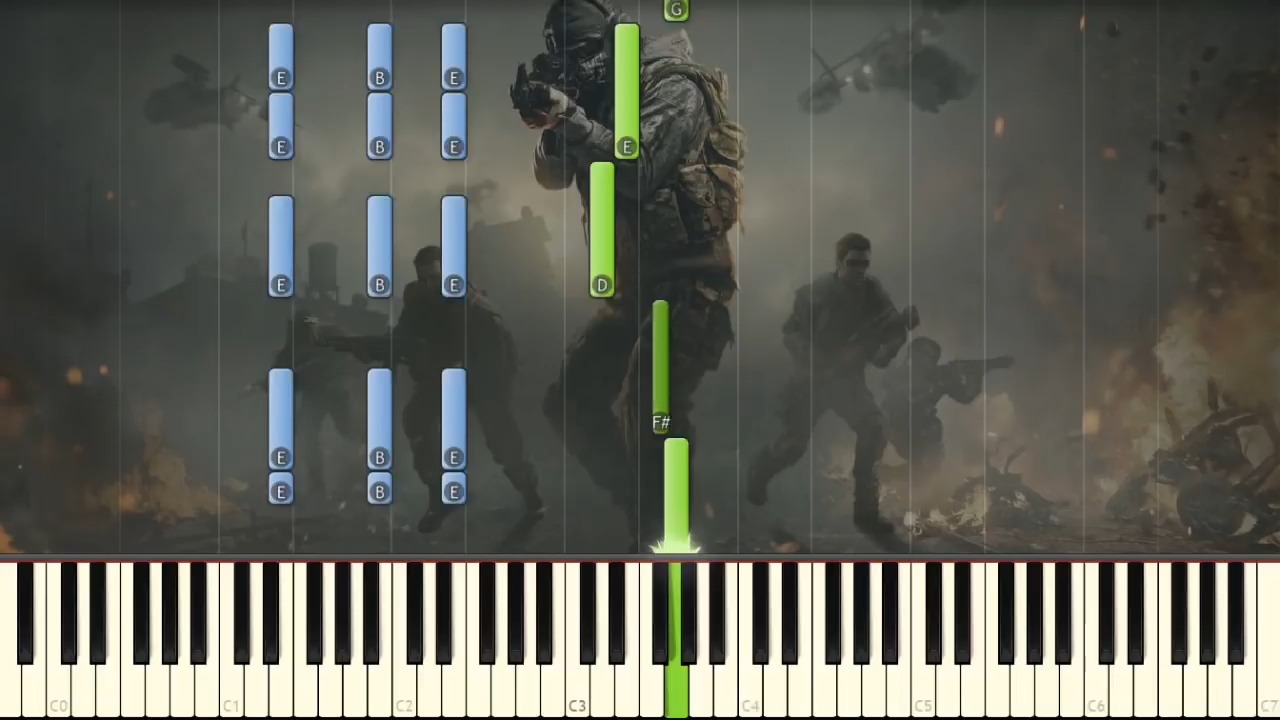 G
E B E
E B E E
E B E D
F#
E B E
E B E
C0 C1 C2 C3 C4 C5 C6 C7